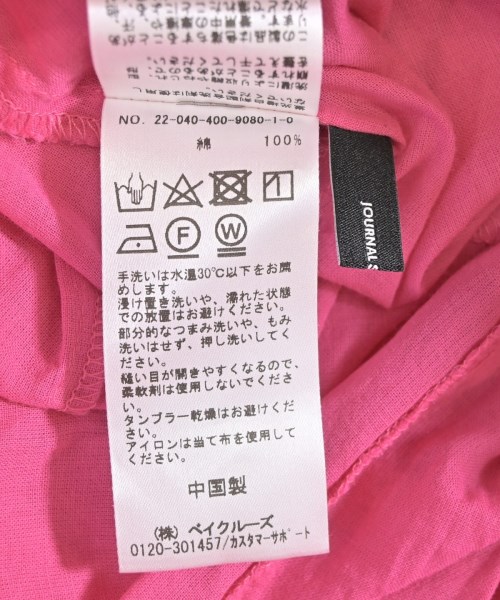 NO. 22-040-400-9080-1-0
綿 100%
F
W
手洗いは水温30℃以下をお薦
めします。
浸け置き洗いや、濡れた状態
での放置はお避けください。
部分的なつまみ洗いや、もみ
洗いはせず、押し洗いしてく
ださい。
縫い目が開きやすくなるので、
柔軟剤は使用しないでくださ
い。
タンブラー乾燥はお避けくださ
い。
アイロンは当て布を使用して
ください。
中国製
(株) ベイクルーズ
0120-301457/カスタマーサポート
JOURNAL S